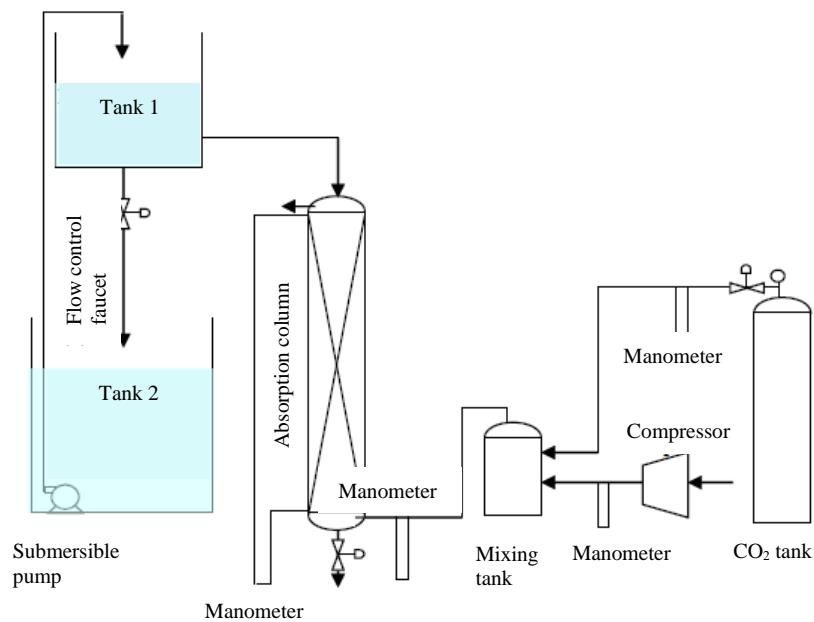 Tank 1
Flow control
faucet
Absorption column
Tank 2
Manometer
Compressor
Manometer
Submersible
pump
Mixing
tank
Manometer
CO₂ tank
Manometer